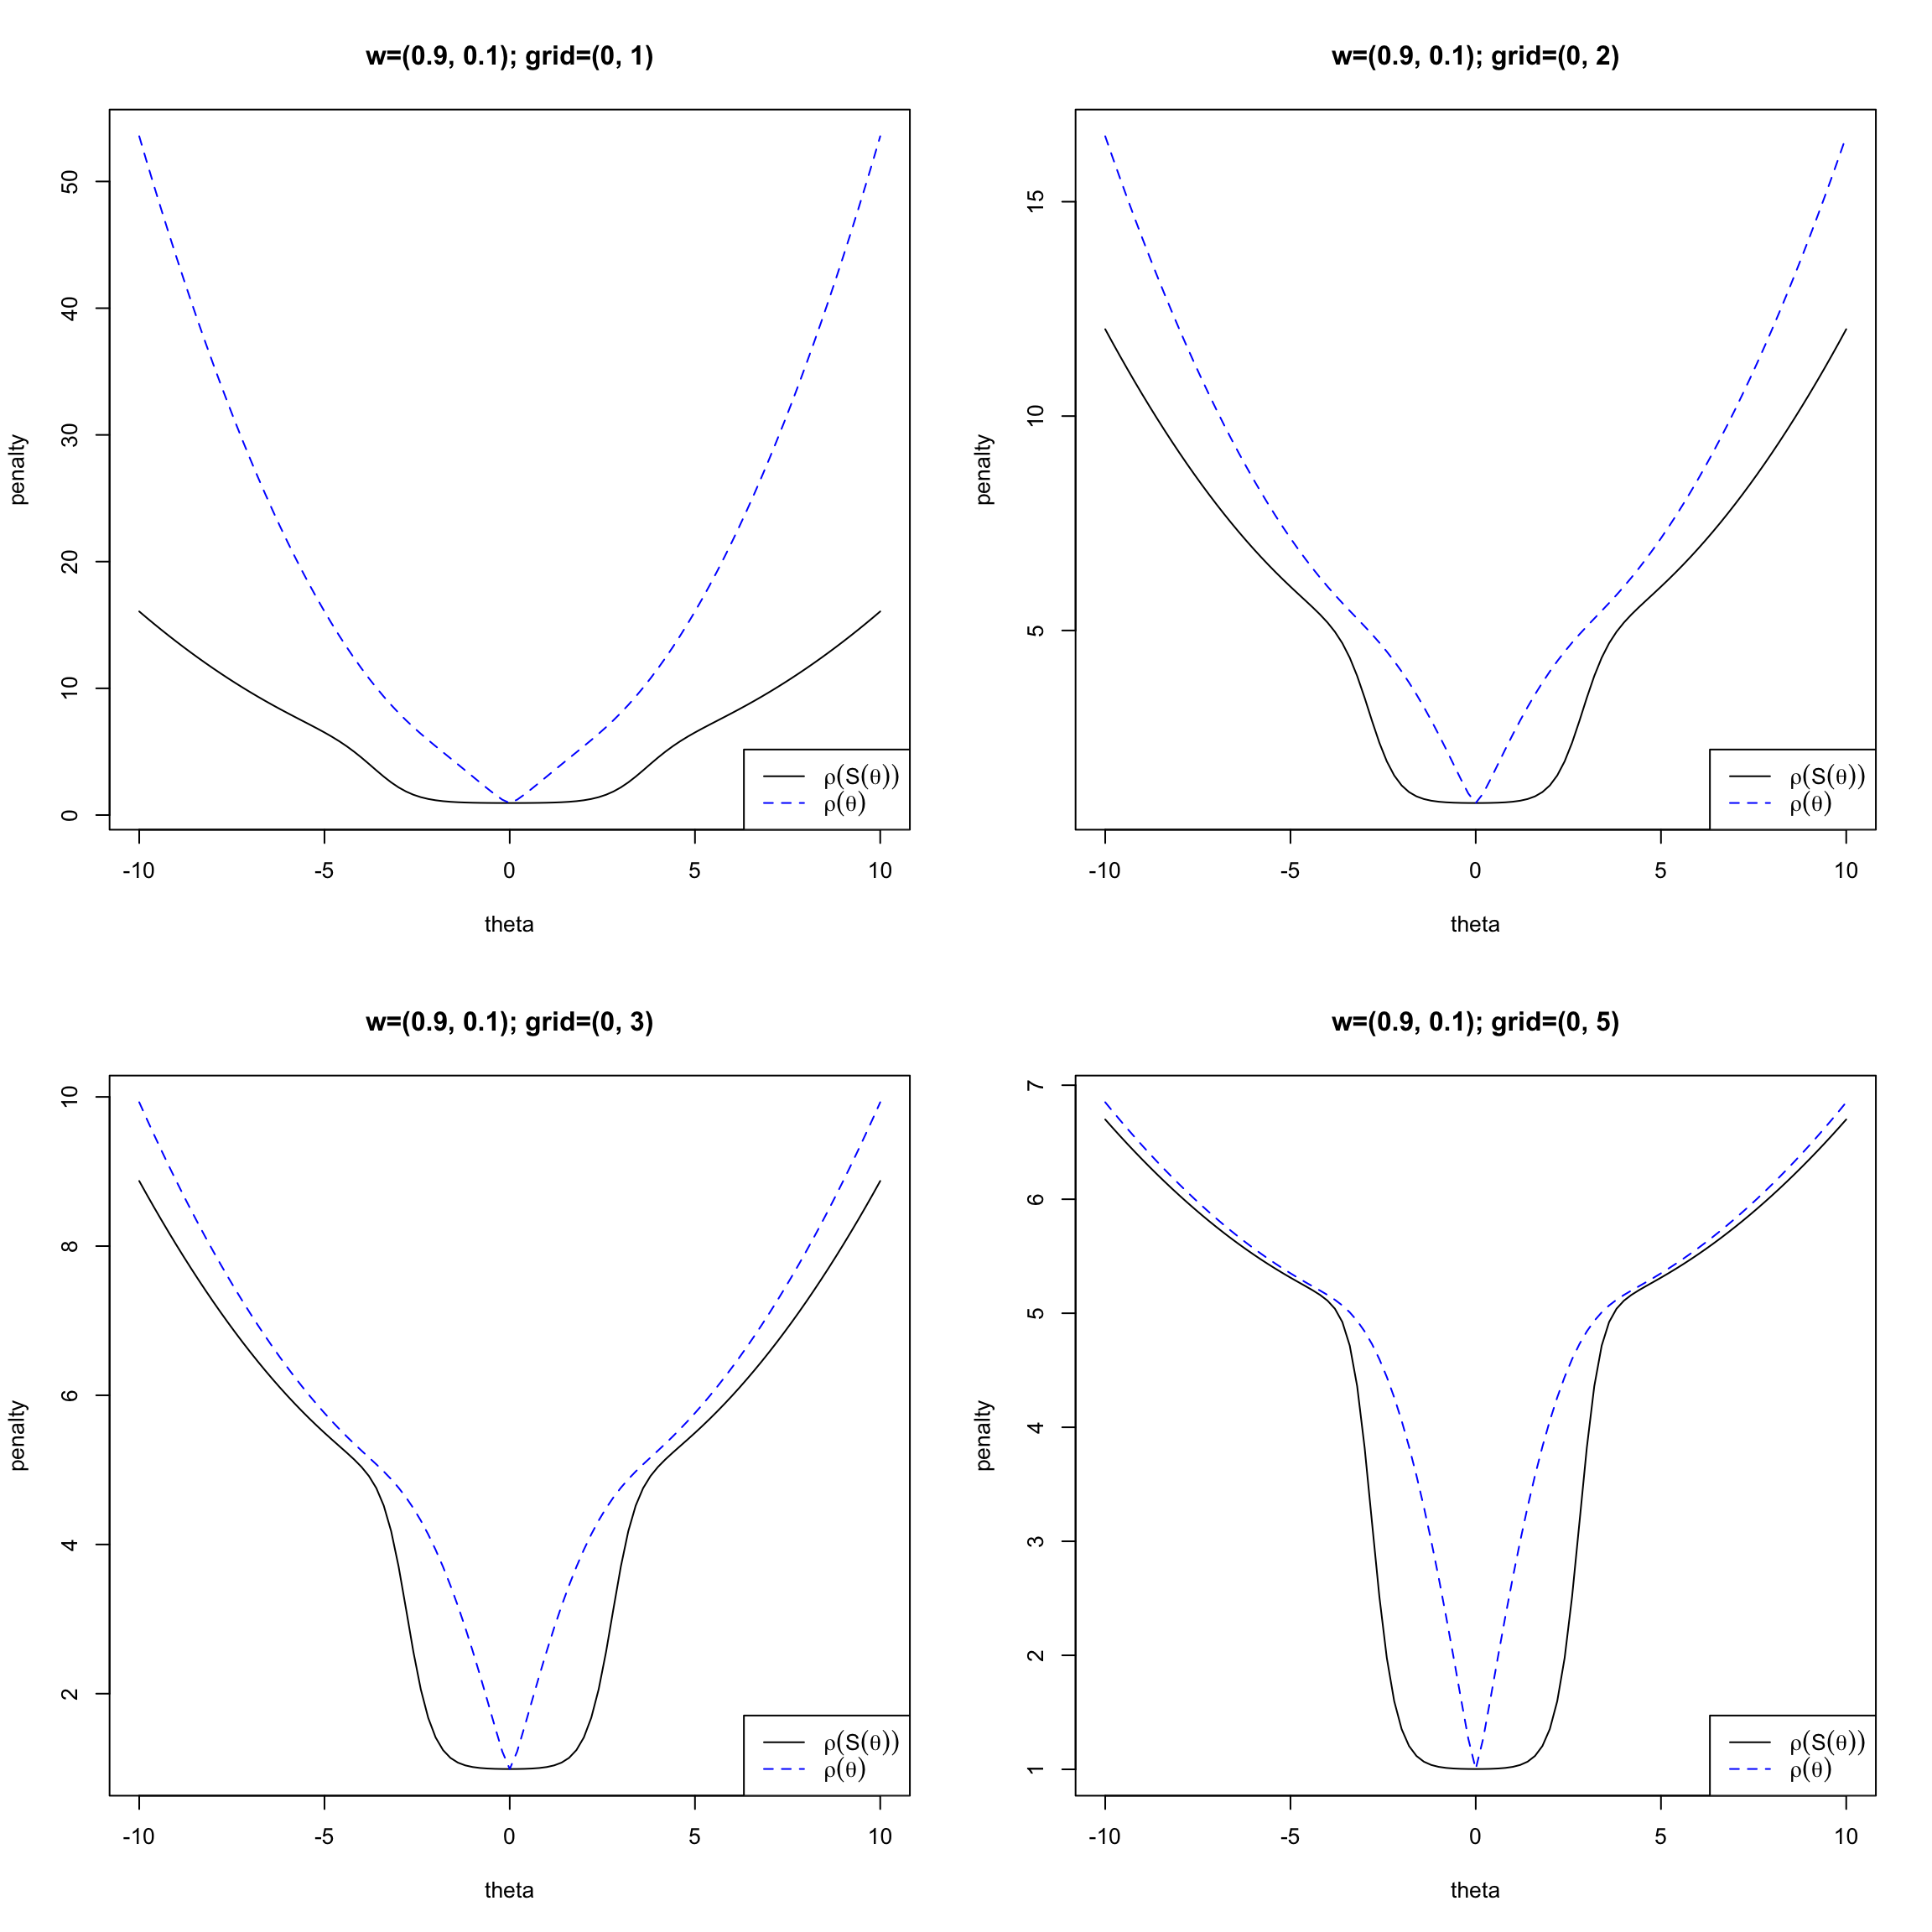 w=(0.9, 0.1); grid=(0, 1)
penalty
50
40
30
20
10
0
-10 -5 0 5 10
theta
ρ(S(θ))
ρ(θ)
w=(0.9, 0.1); grid=(0, 2)
penalty
15
10
5
-10 -5 0 5 10
theta
ρ(S(θ))
ρ(θ)
w=(0.9, 0.1); grid=(0, 3)
penalty
10
8
6
4
2
-10 -5 0 5 10
theta
ρ(S(θ))
ρ(θ)
w=(0.9, 0.1); grid=(0, 5)
penalty
7
6
5
4
3
2
1
-10 -5 0 5 10
theta
ρ(S(θ))
ρ(θ)